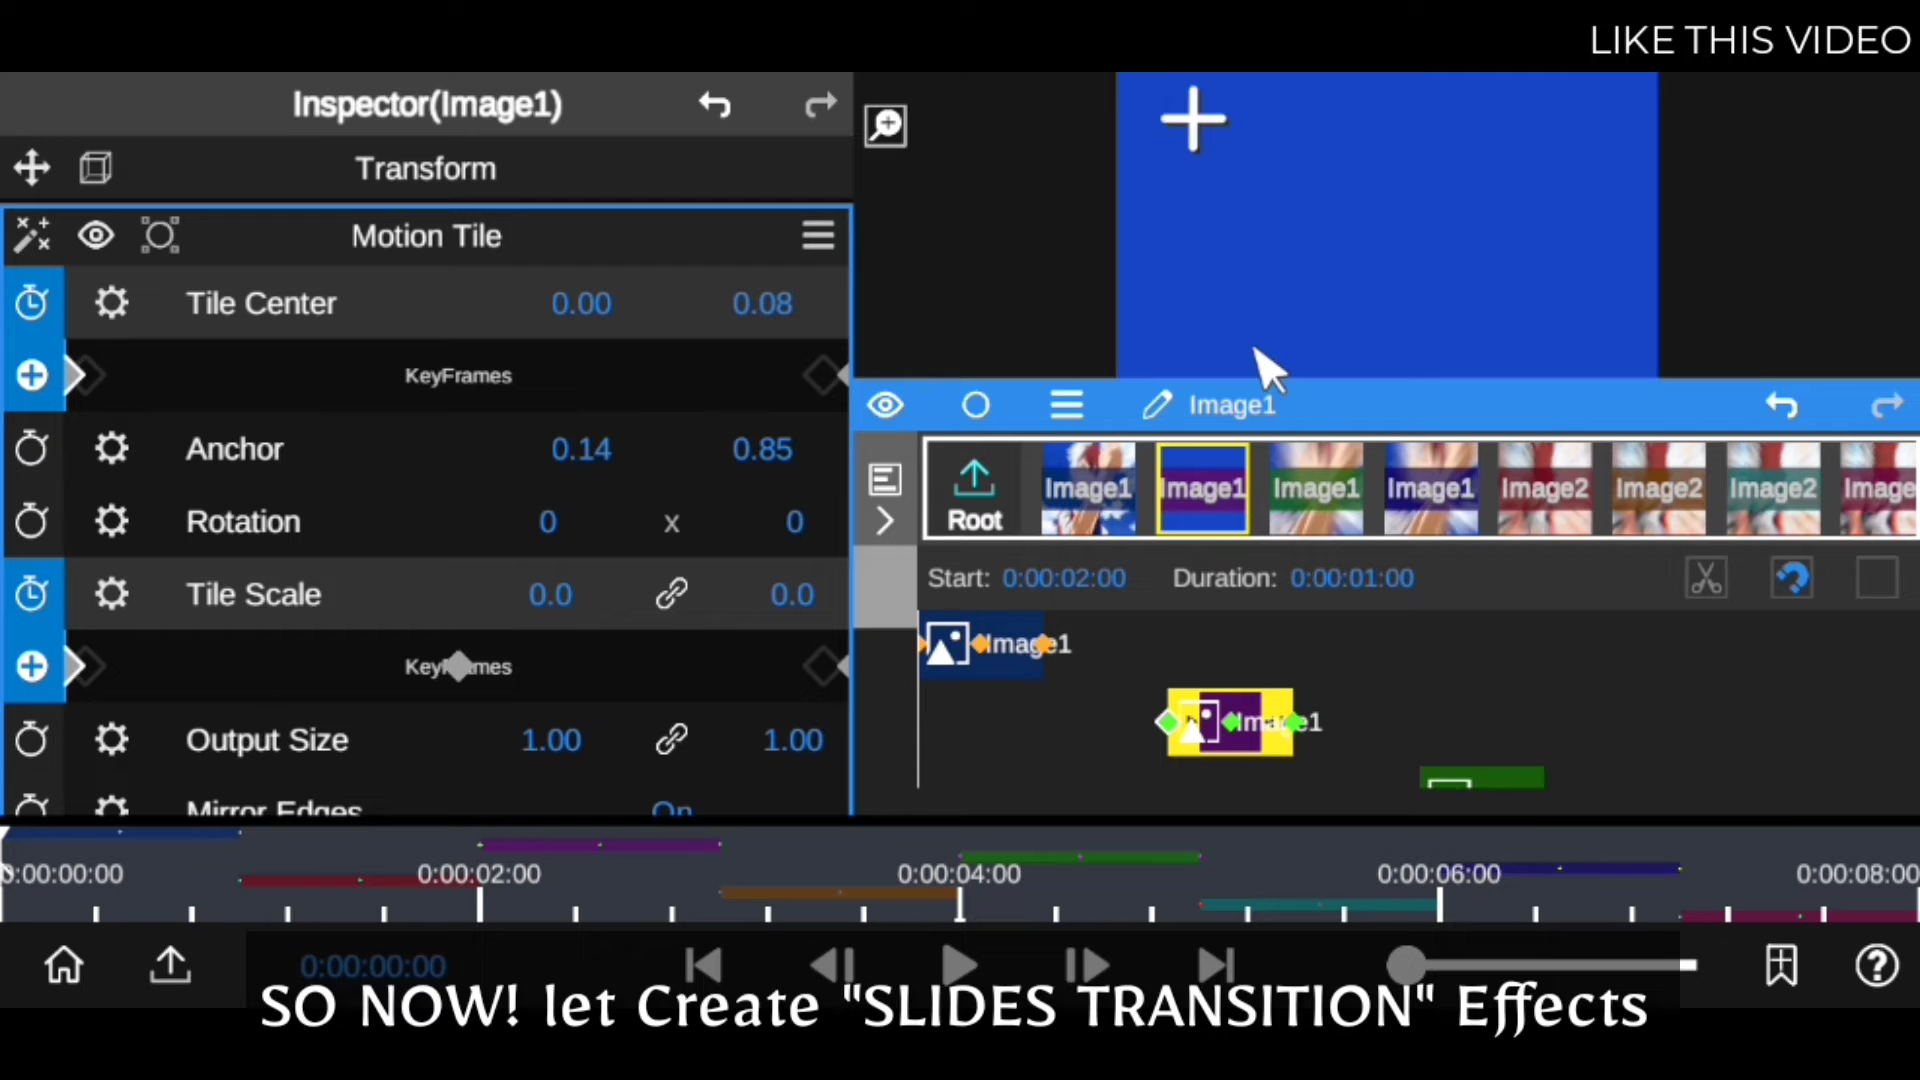 LIKE THIS VIDEO
Inspector(Image1)
Transform
Motion Tile
Tile Center 0.00 0.08
KeyFrames
Anchor 0.14 0.85
Rotation 0 x 0
Tile Scale 0.0 0.0
KeyFrames
Output Size 1.00 1.00
Mirror Edges On
Image1
Root Image1 Image1 Image1 Image1 Image2 Image2 Image2 Image
Start: 0:00:02:00 Duration: 0:00:01:00
Image1
Image1
0:00:00:00 0:00:02:00 0:00:04:00 0:00:06:00 0:00:08:00
0:00:00:00
SO NOW! let Create "SLIDES TRANSITION" Effects